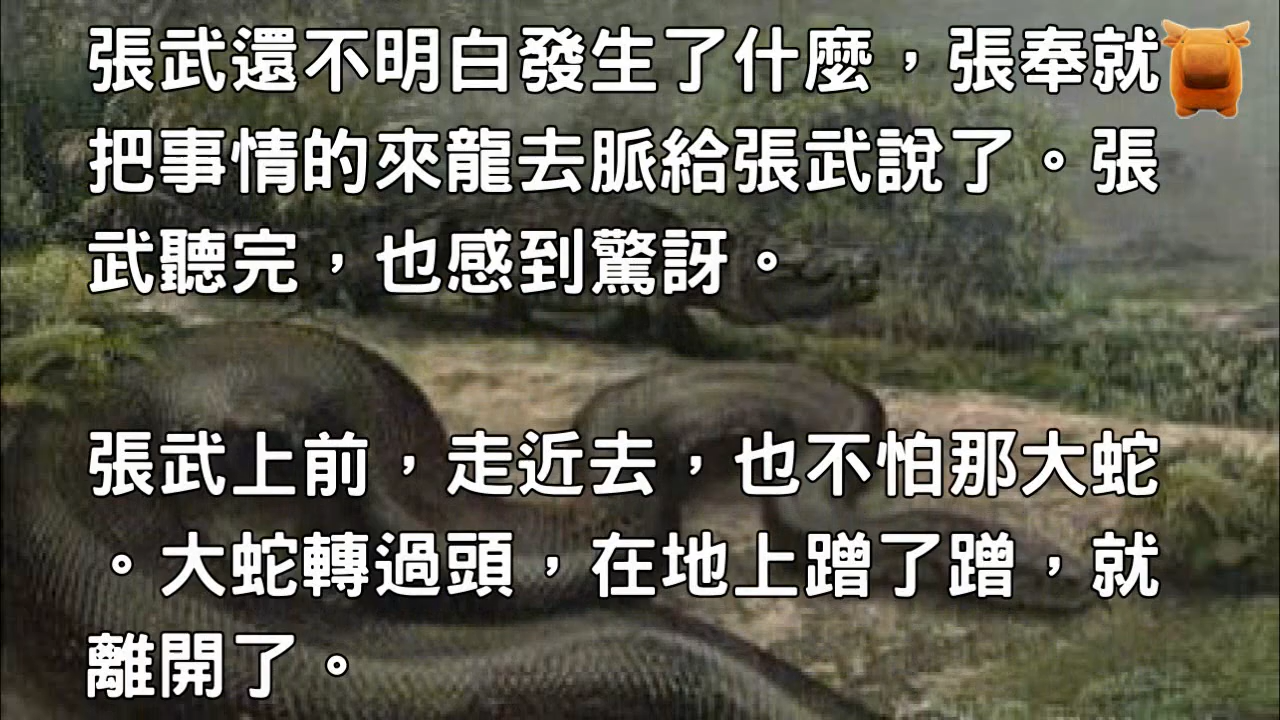 張武還不明白發生了什麼，張奉就
把事情的來龍去脈給張武說了。張
武聽完，也感到驚訝。
張武上前，走近去，也不怕那大蛇
。大蛇轉過頭，在地上蹭了蹭，就
離開了。